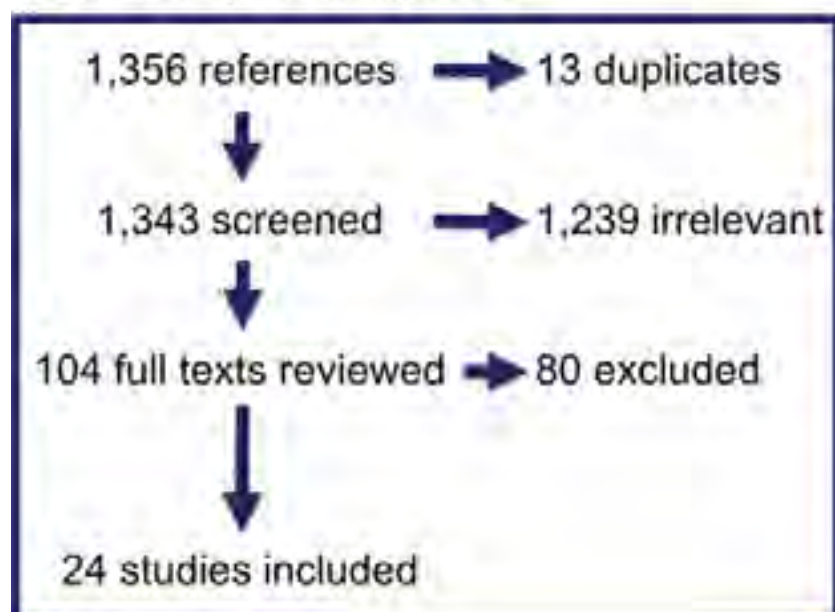 1,356 references 13 duplicates
1,343 screened 1,239 irrelevant
104 full texts reviewed 80 excluded
24 studies included